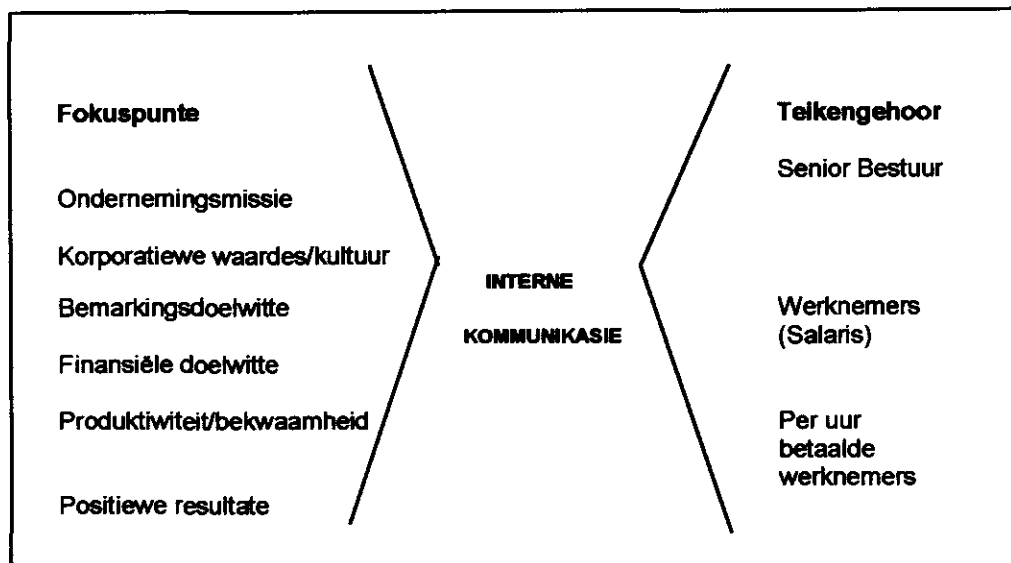 Fokuspunte
Ondernemingsmissie
Korporatiewe waardes/kultuur
Bemarkingsdoelwitte
Finansiële doelwitte
Produktiwiteit/bekwaamheid
Positiewe resultate
INTERNE
KOMMUNIKASIE
Teikengehoor
Senior Bestuur
Werknemers
(Salaris)
Per uur
betaalde
werknemers